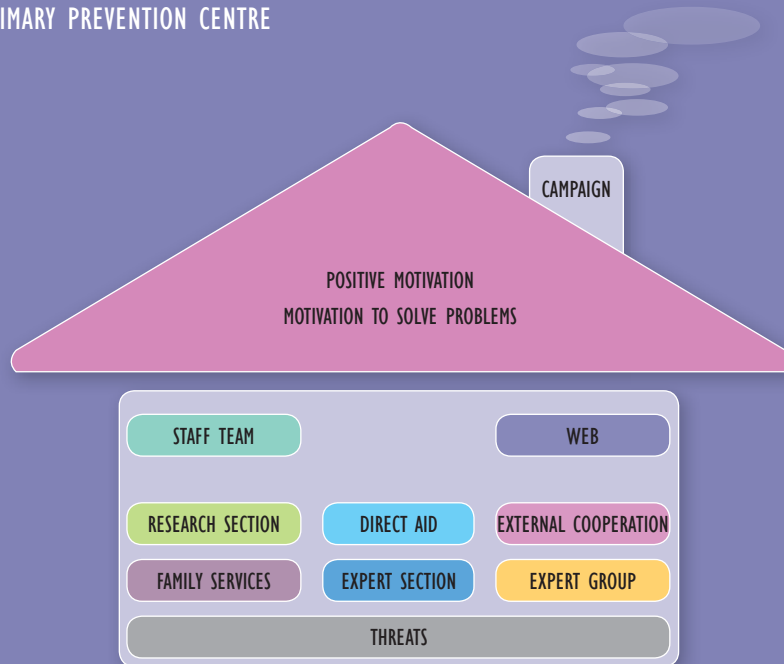 IMARY PREVENTION CENTRE
CAMPAIGN
POSITIVE MOTIVATION
MOTIVATION TO SOLVE PROBLEMS
STAFF TEAM
WEB
RESEARCH SECTION
DIRECT AID
EXTERNAL COOPERATION
FAMILY SERVICES
EXPERT SECTION
EXPERT GROUP
THREATS